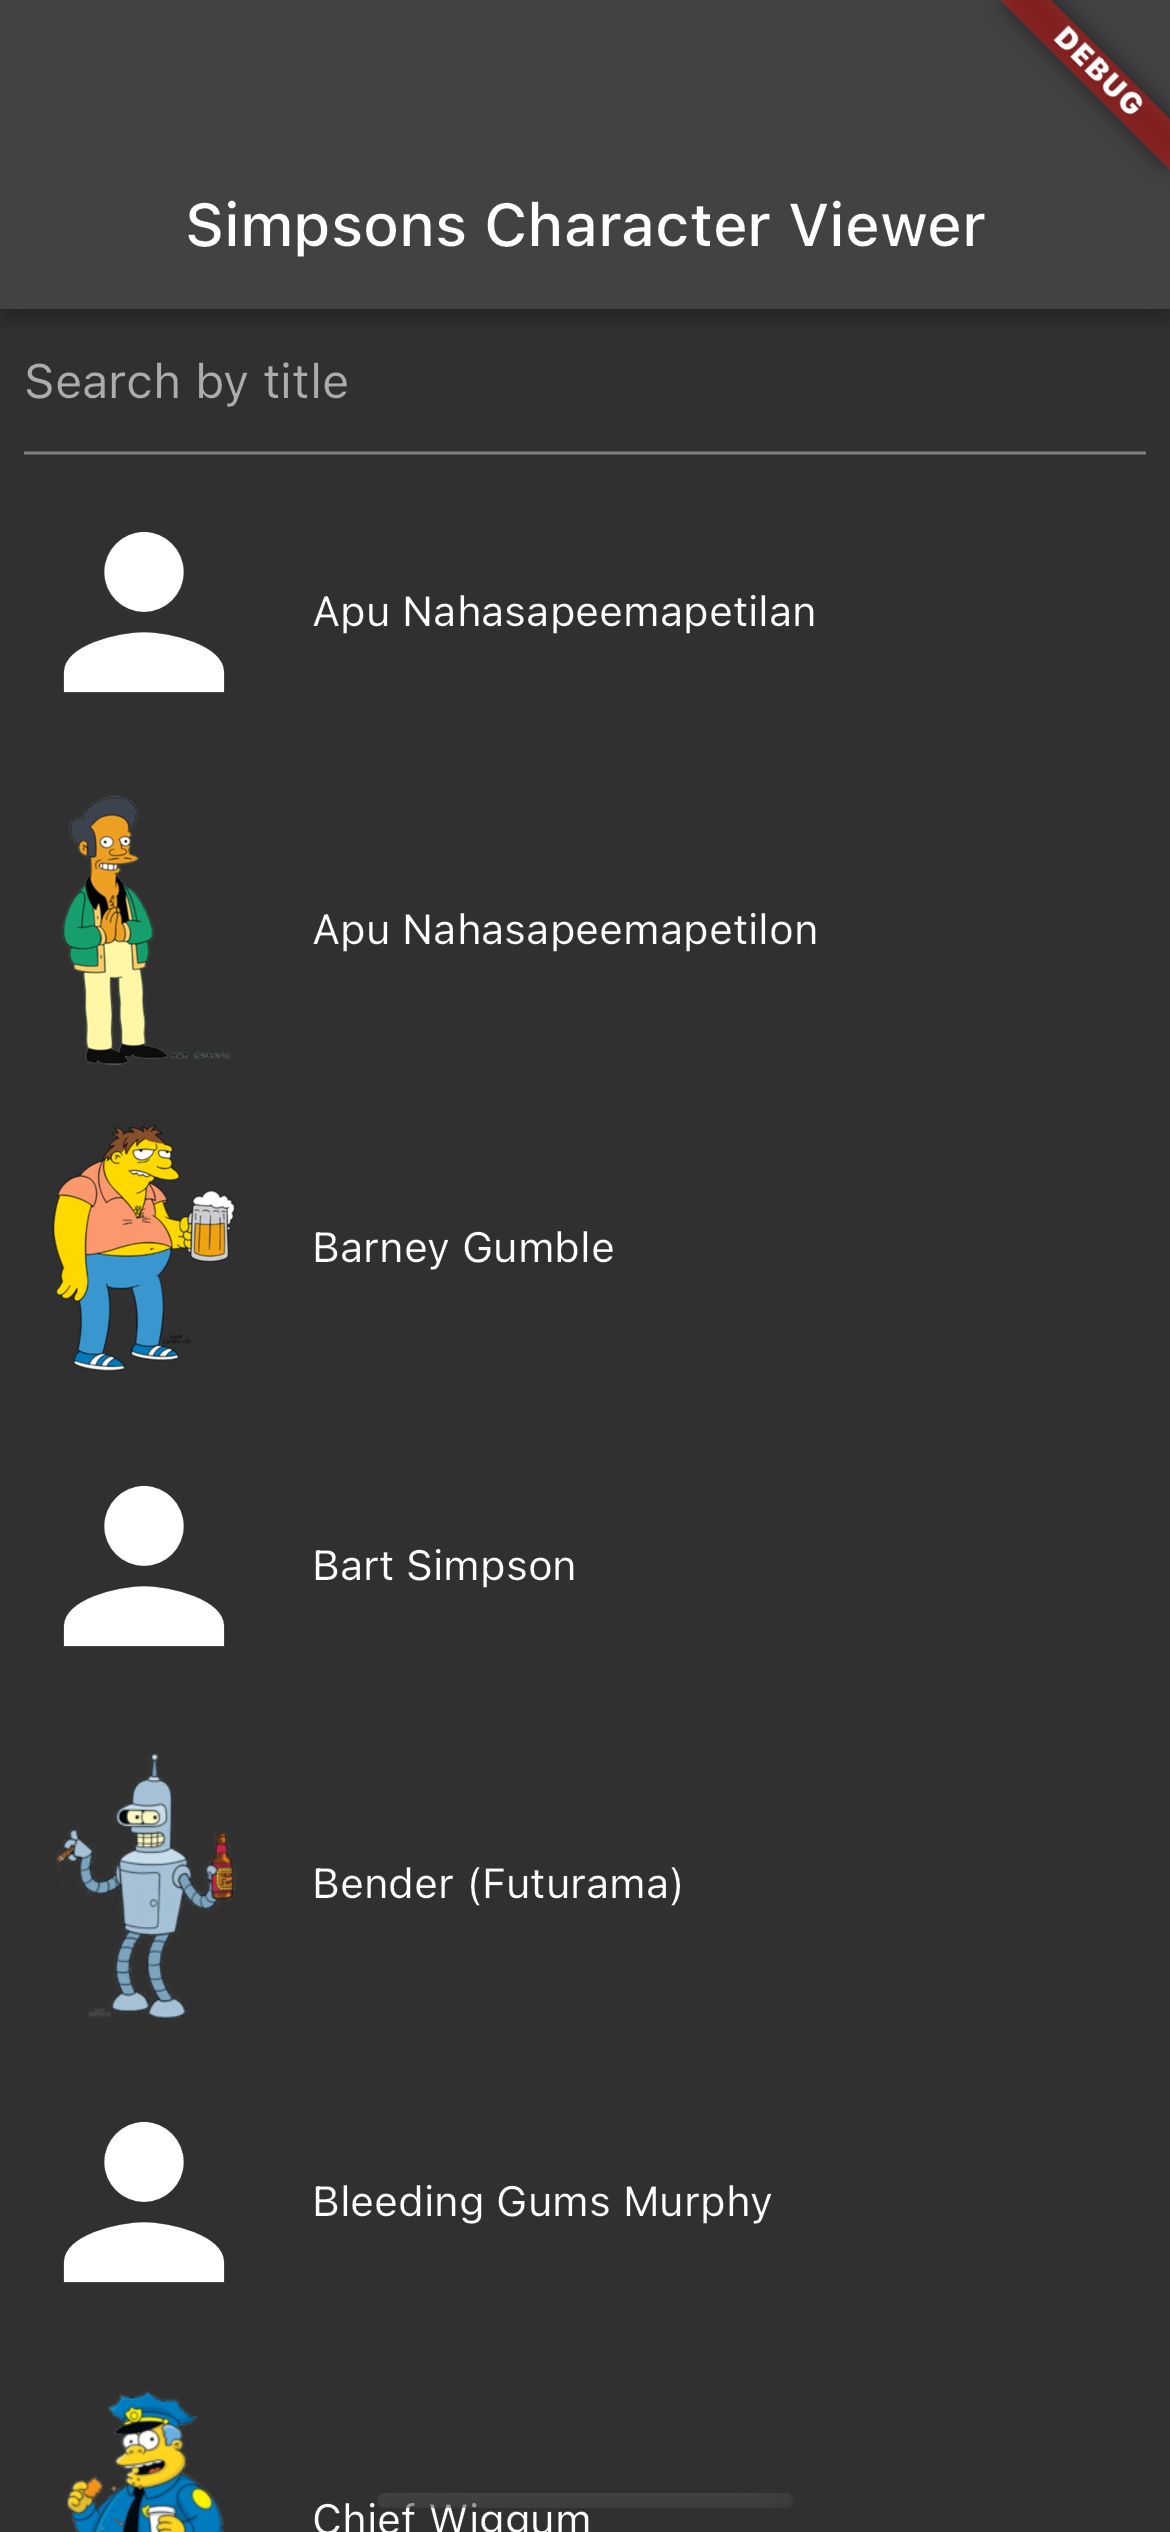 DEBUG
Simpsons Character Viewer
Search by title
Apu Nahasapeemapetilan
Apu Nahasapeemapetilon
Barney Gumble
Bart Simpson
Bender (Futurama)
Bleeding Gums Murphy
Chief Wiggum